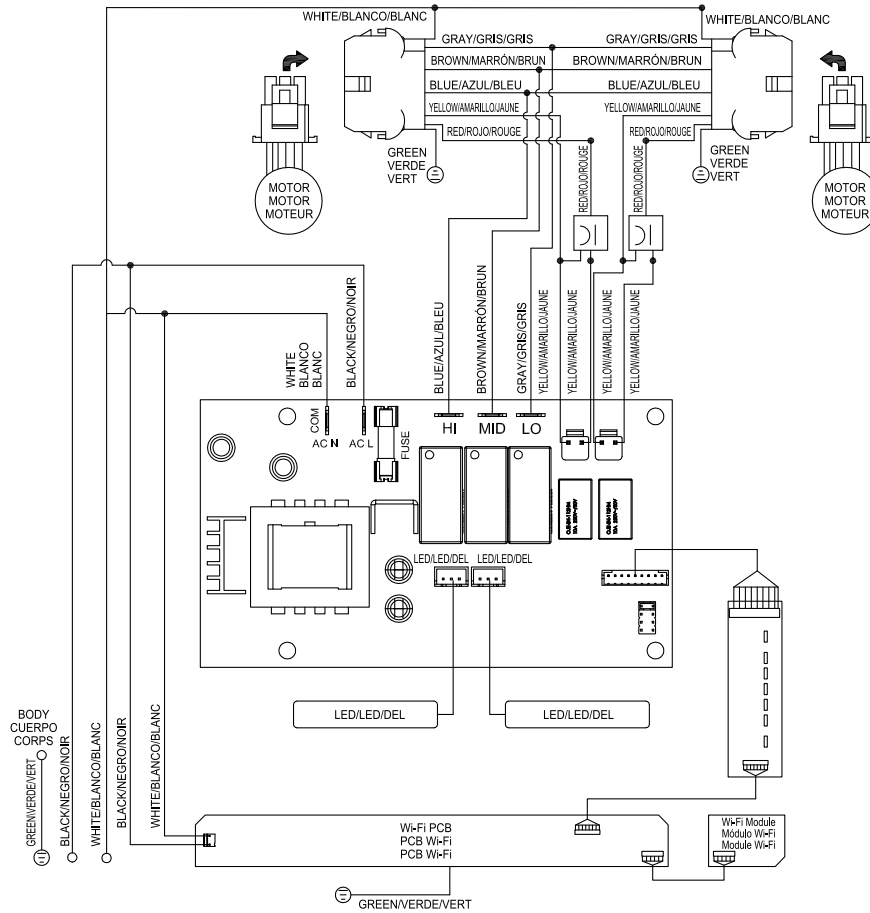 WHITE/BLANCO/BLANC
WHITE/BLANCO/BLANC
GRAY/GRIS/GRIS
GRAY/GRIS/GRIS
BROWN/MARRÓN/BRUN
BROWN/MARRÓN/BRUN
BLUE/AZUL/BLEU
BLUE/AZUL/BLEU
YELLOW/AMARILLO/JAUNE
YELLOW/AMARILLO/JAUNE
RED/ROJO/ROUGE
RED/ROJO/ROUGE
GREEN
VERDE
VERT
GREEN
VERDE
VERT
MOTOR
MOTOR
MOTEUR
MOTOR
MOTOR
MOTEUR
RED/ROJO/ROUGE
RED/ROJO/ROUGE
WHITE
BLANCO
BLANC
BLACK/NEGRO/NOIR
BLUE/AZUL/BLEU
BROWN/MARRÓN/BRUN
GRAY/GRIS/GRIS
YELLOW/AMARILLO/JAUNE
YELLOW/AMARILLO/JAUNE
YELLOW/AMARILLO/JAUNE
YELLOW/AMARILLO/JAUNE
COM
AC N
AC L
FUSE
HI
MID
LO
LED/LED/DEL
LED/LED/DEL
LED/LED/DEL
LED/LED/DEL
BODY
CUERPO
CORPS
GREEN/VERDE/VERT
BLACK/NEGRO/NOIR
WHITE/BLANCO/BLANC
BLACK/NEGRO/NOIR
WHITE/BLANCO/BLANC
Wi-Fi PCB
PCB Wi-Fi
PCB Wi-Fi
Wi-Fi Module
Módulo Wi-Fi
Module Wi-Fi
GREEN/VERDE/VERT